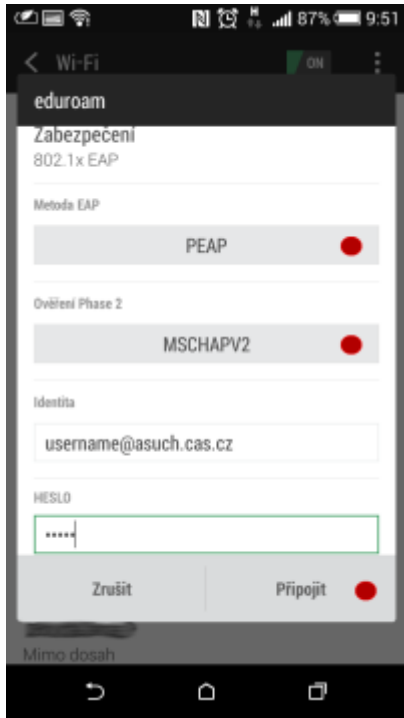 87% 9:51
Wi-Fi ON
eduroam
Zabezpečení
802.1x EAP
Metoda EAP
PEAP
Ověření Phase 2
MSCHAPV2
Identita
username@asuch.cas.cz
HESLO
•••••
Zrušit Připojit
Mimo dosah